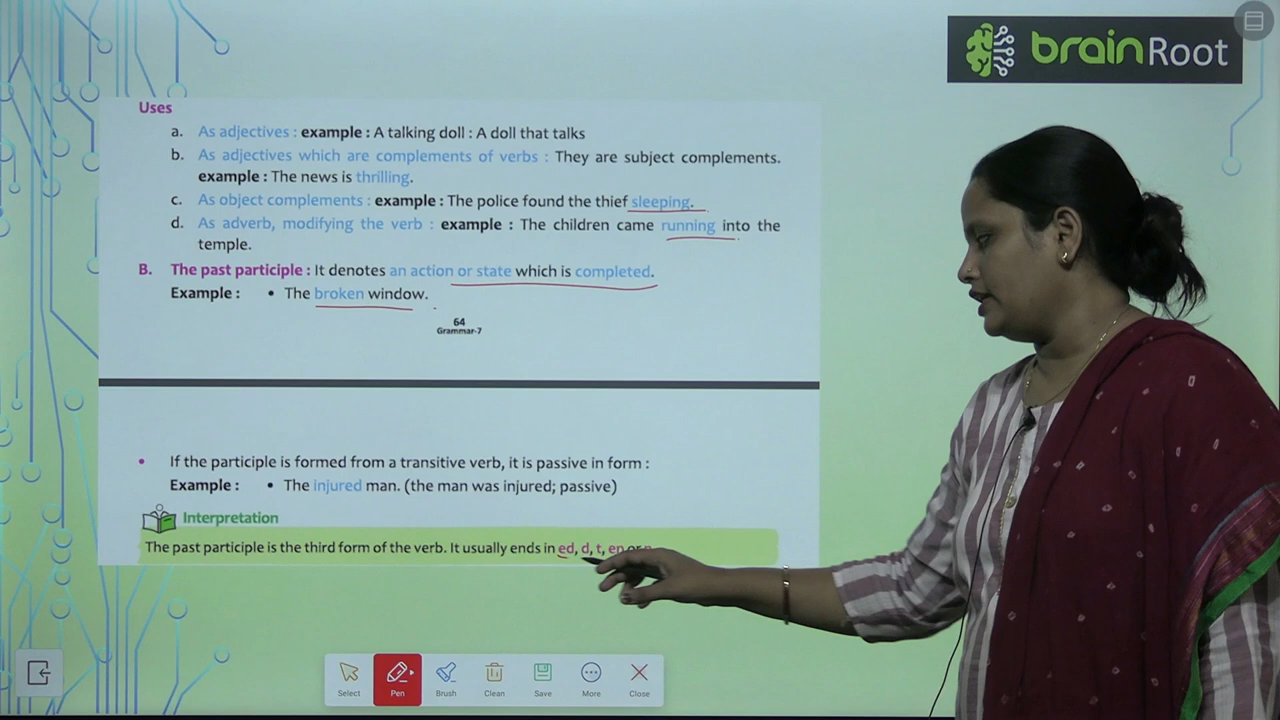 brainRoot
Uses
a. As adjectives : example : A talking doll : A doll that talks
b. As adjectives which are complements of verbs : They are subject complements.
example : The news is thrilling.
c. As object complements : example : The police found the thief sleeping.
d. As adverb, modifying the verb : example : The children came running into the
temple.
B. The past participle : It denotes an action or state which is completed.
Example : • The broken window.
64
Grammar-7
• If the participle is formed from a transitive verb, it is passive in form :
Example : • The injured man. (the man was injured; passive)
Interpretation
The past participle is the third form of the verb. It usually ends in ed, d, t, en or
Select Pen Brush Clean Save More Close